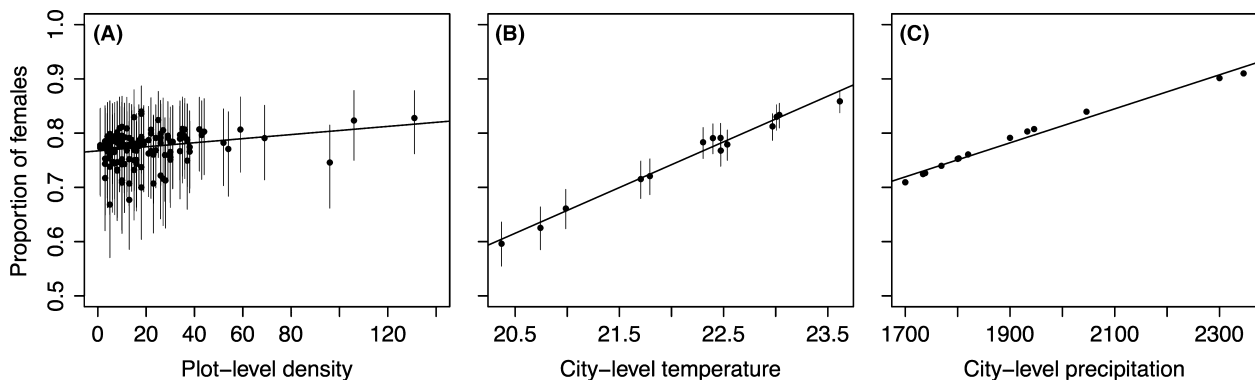 (A) (B) (C)
Proportion of females
1.0
0.9
0.8
0.7
0.6
0.5
0 20 40 60 80 120
20.5 21.5 22.5 23.5
1700 1900 2100 2300
Plot-level density
City-level temperature
City-level precipitation